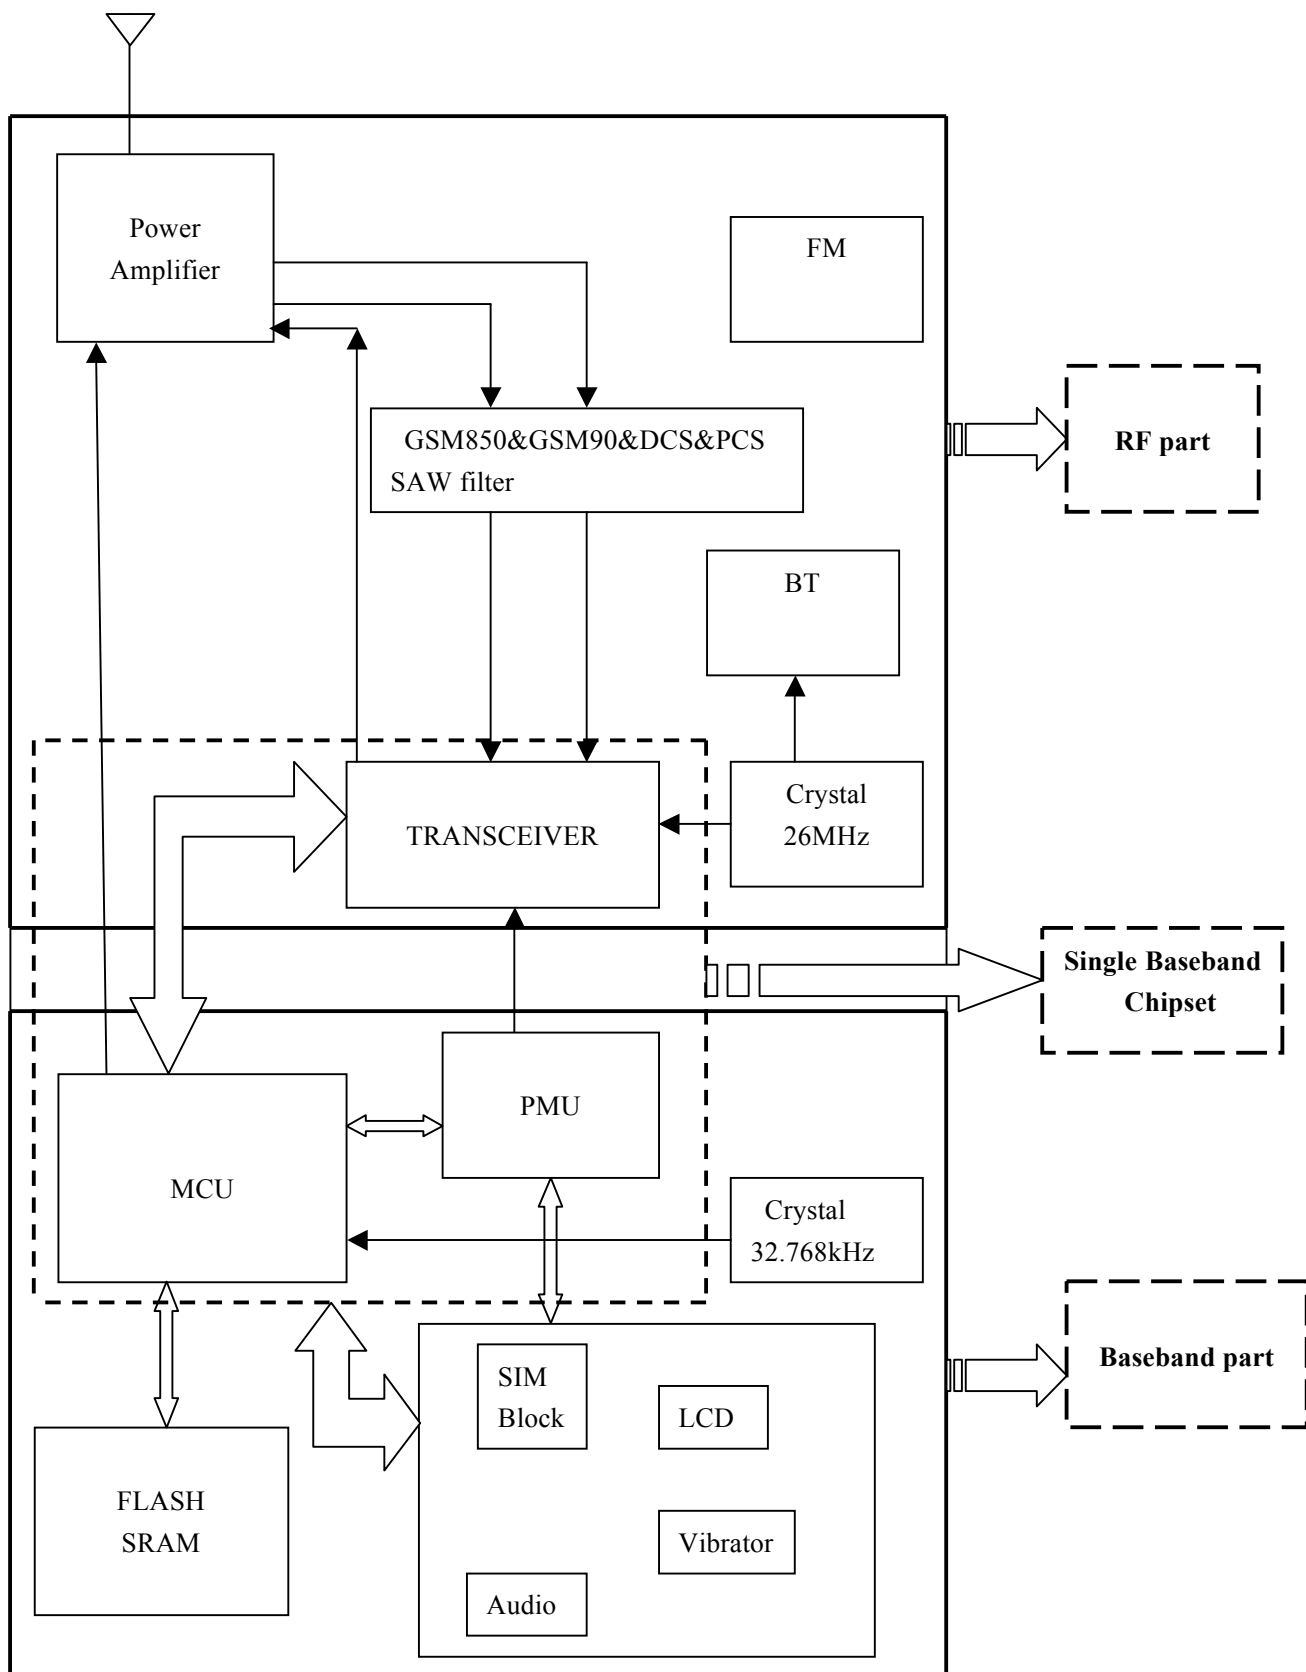 Power
Amplifier
FM
GSM850&GSM90&DCS&PCS
SAW filter
RF part
BT
Crystal
26MHz
TRANSCEIVER
Single Baseband
Chipset
PMU
MCU
Crystal
32.768kHz
Baseband part
SIM
Block
LCD
FLASH
SRAM
Vibrator
Audio